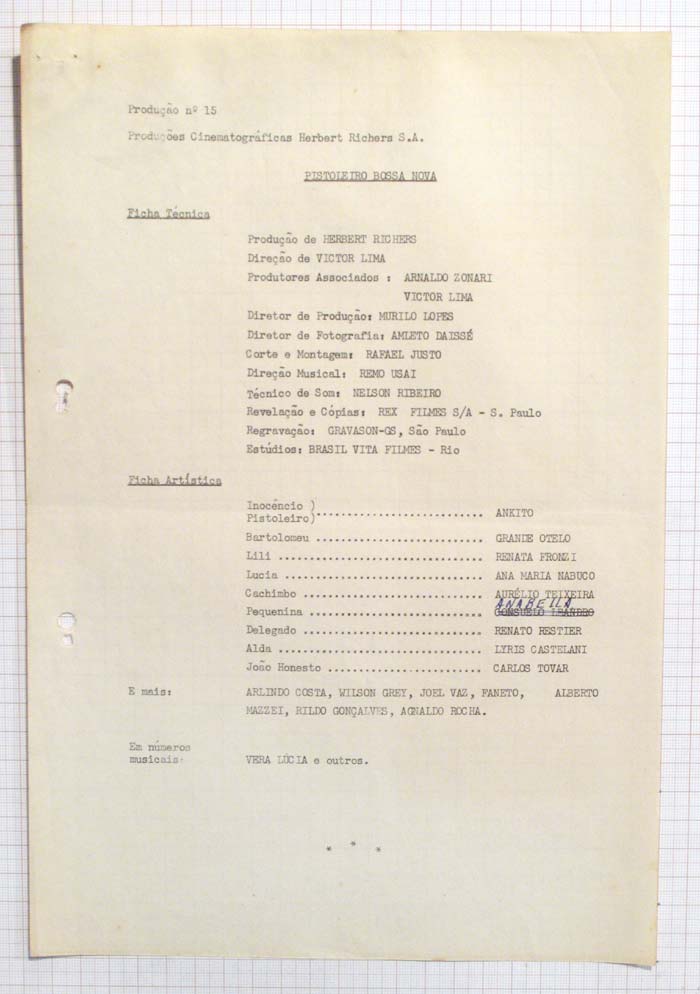 Produção nº 15
Produções Cinematográficas Herbert Richers S.A.
PISTOLEIRO BOSSA NOVA
Ficha Técnica
Produção de HERBERT RICHERS
Direção de VICTOR LIMA
Produtores Associados : ARNALDO ZONARI
VICTOR LIMA
Diretor de Produção: MURILO LOPES
Diretor de Fotografia: AMLETO DAISSÉ
Corte e Montagem: RAFAEL JUSTO
Direção Musical: REMO USAI
Técnico de Som: NELSON RIBEIRO
Revelação e Cópias: REX FILMES S/A - S. Paulo
Regravação: GRAVASON-GS, São Paulo
Estúdios: BRASIL VITA FILMES - Rio
Ficha Artística
Inocêncio )
Pistoleiro)........................... ANKITO
Bartolomeu ........................... GRANDE OTELO
Lili ................................. RENATA FRONZI
Lucia ................................ ANA MARIA NABUCO
Cachimbo ............................. AURÉLIO TEIXEIRA
ANABELLA
Pequenina ............................ CONSUELO LEANDRO
Delegado ............................. RENATO RESTIER
Alda ................................. LYRIS CASTELANI
João Honesto ......................... CARLOS TOVAR
E mais: ARLINDO COSTA, WILSON GREY, JOEL VAZ, FANETO, ALBERTO
MAZZEI, RILDO GONÇALVES, AGNALDO ROCHA.
Em números
musicais: VERA LÚCIA e outros.
* * *